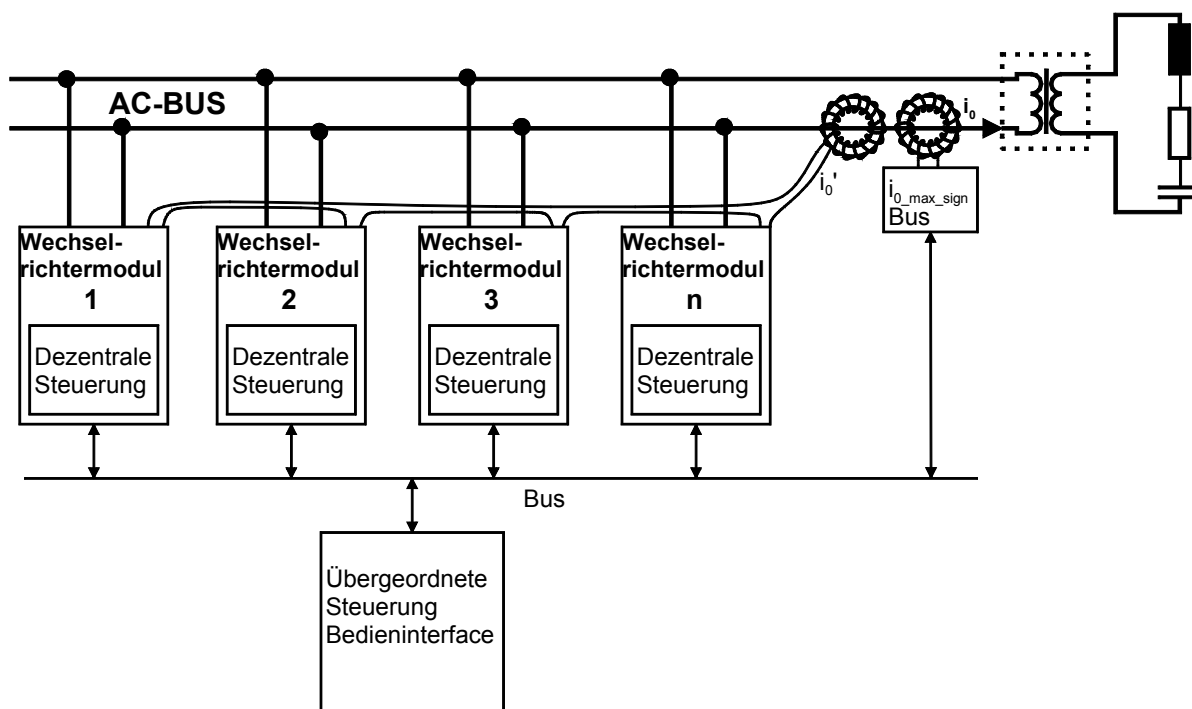 AC-BUS
i0
i0'
i0_max_sign
Bus
Wechsel-
richtermodul
1
Wechsel-
richtermodul
2
Wechsel-
richtermodul
3
Wechsel-
richtermodul
n
Dezentrale
Steuerung
Dezentrale
Steuerung
Dezentrale
Steuerung
Dezentrale
Steuerung
Bus
Übergeordnete
Steuerung
Bedieninterface